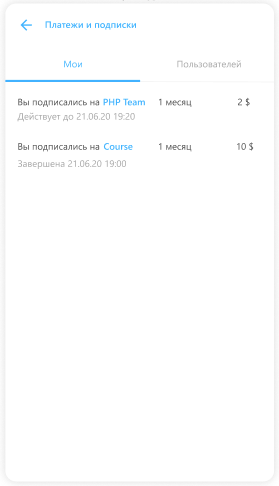 Платежи и подписки
Мои Пользователей
Вы подписались на PHP Team 1 месяц 2 $
Действует до 21.06.20 19:20
Вы подписались на Course 1 месяц 10 $
Завершена 21.06.20 19:00